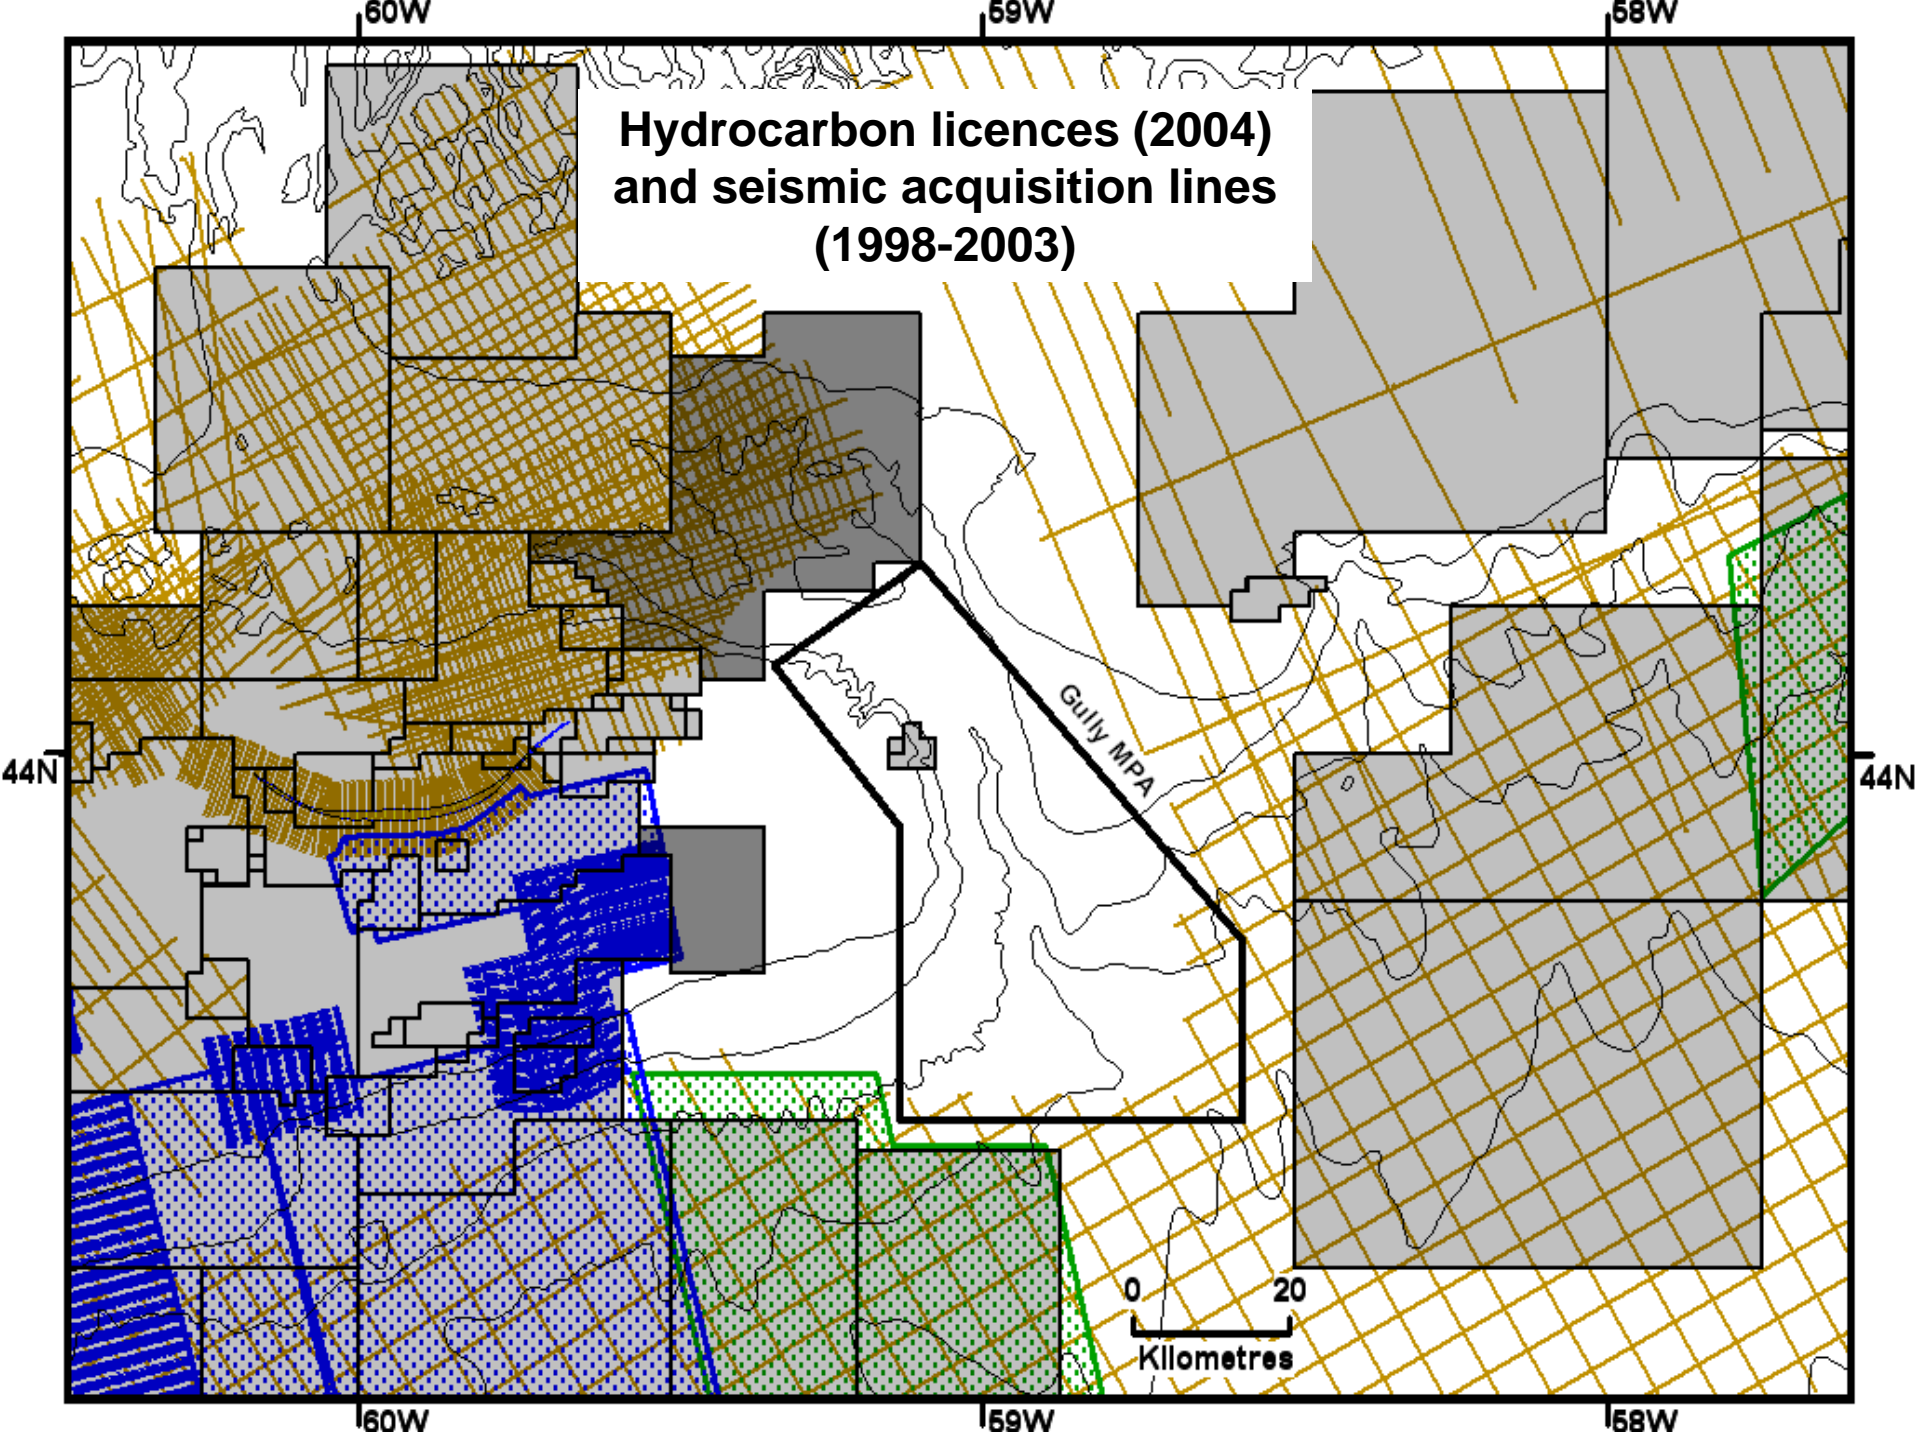 60W
59W
58W
Hydrocarbon licences (2004)
and seismic acquisition lines
(1998-2003)
Gully MPA
44N
44N
0 20
Kilometres
60W
59W
58W